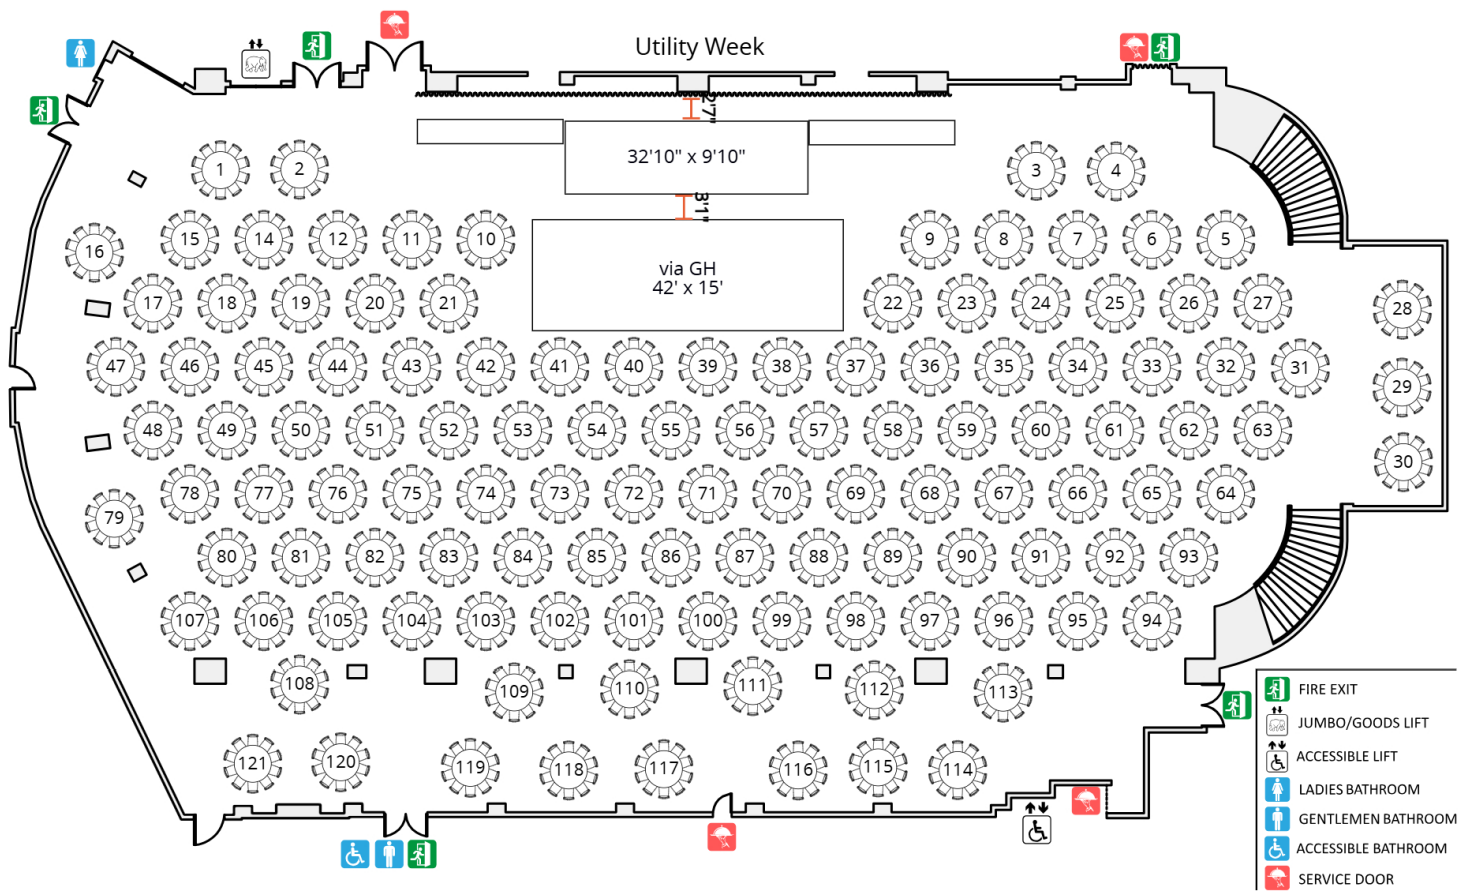 Utility Week
2'7"
32'10" x 9'10"
3'1"
via GH
42' x 15'
1 2 3 4
15 14 12 11 10 9 8 7 6 5
16
17 18 19 20 21 22 23 24 25 26 27 28
47 46 45 44 43 42 41 40 39 38 37 36 35 34 33 32 31
29
48 49 50 51 52 53 54 55 56 57 58 59 60 61 62 63
30
78 77 76 75 74 73 72 71 70 69 68 67 66 65 64
79
80 81 82 83 84 85 86 87 88 89 90 91 92 93
107 106 105 104 103 102 101 100 99 98 97 96 95 94
108 109 110 111 112 113
121 120 119 118 117 116 115 114
FIRE EXIT
JUMBO/GOODS LIFT
ACCESSIBLE LIFT
LADIES BATHROOM
GENTLEMEN BATHROOM
ACCESSIBLE BATHROOM
SERVICE DOOR